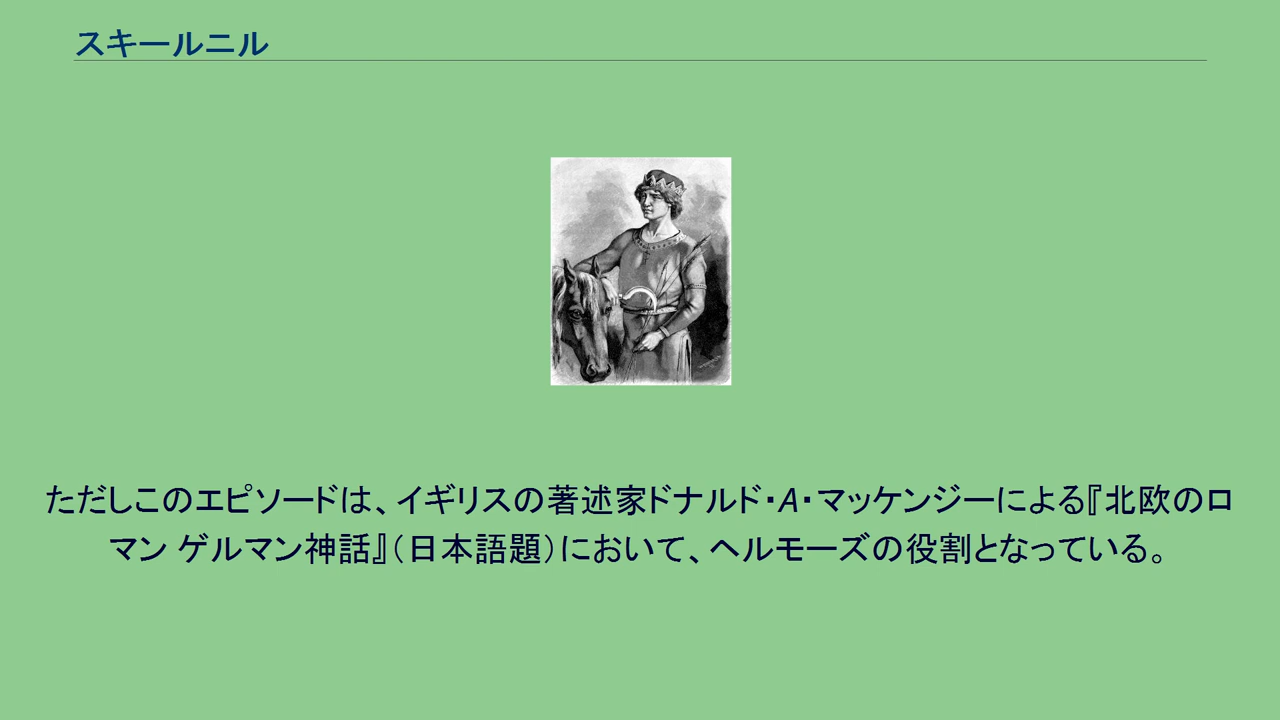 スキールニル
ただしこのエピソードは、イギリスの著述家ドナルド・A・マッケンジーによる『北欧のロ
マン ゲルマン神話』（日本語題）において、ヘルモーズの役割となっている。